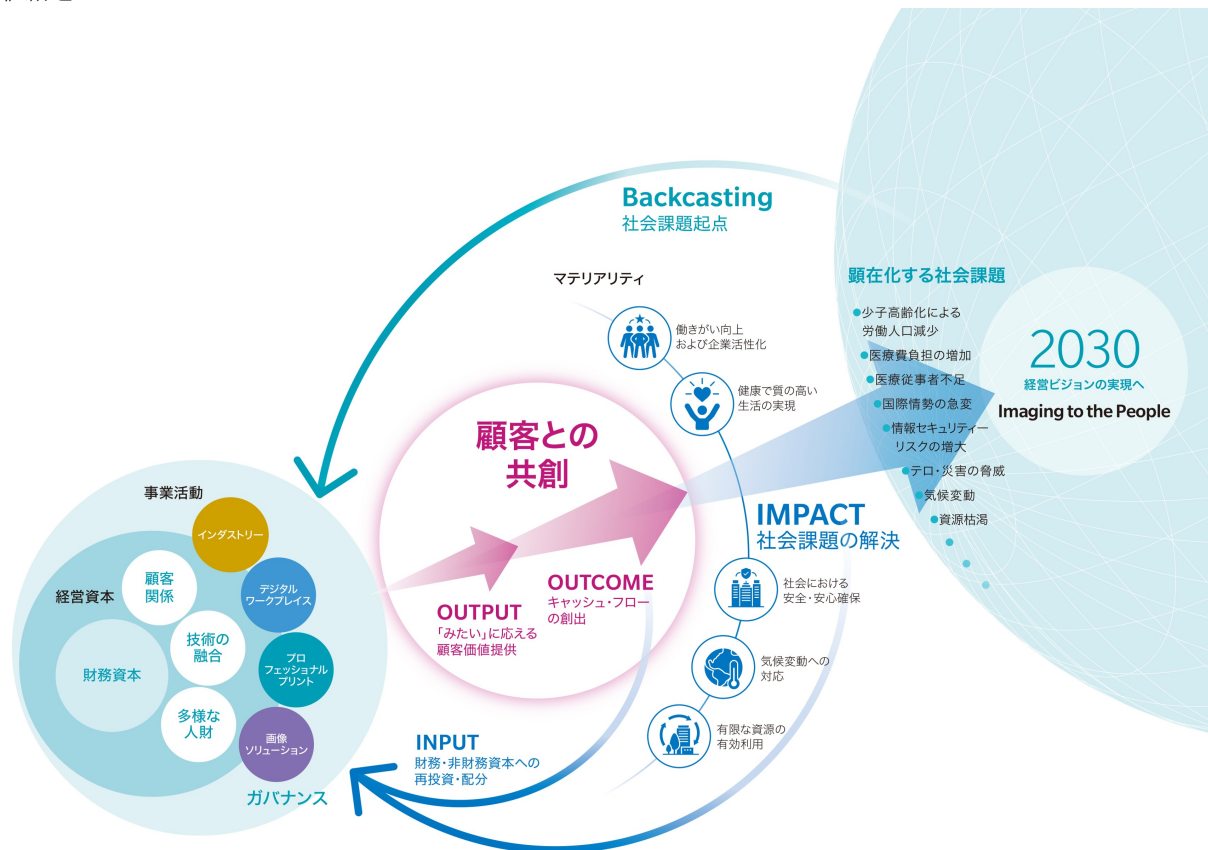 Backcasting
社会課題起点
マテリアリティ
働きがい向上
および企業活性化
健康で質の高い
生活の実現
顕在化する社会課題
●少子高齢化による
労働人口減少
●医療費負担の増加
●医療従事者不足
●国際情勢の急変
●情報セキュリティー
リスクの増大
●テロ・災害の脅威
●気候変動
●資源枯渇
2030
経営ビジョンの実現へ
Imaging to the People
顧客との
共創
OUTPUT
「みたい」に応える
顧客価値提供
OUTCOME
キャッシュ・フロー
の創出
IMPACT
社会課題の解決
社会における
安全・安心確保
気候変動への
対応
有限な資源の
有効利用
事業活動
インダストリー
デジタル
ワークプレイス
プロ
フェッショナル
プリント
画像
ソリューション
経営資本
顧客
関係
技術の
融合
財務資本
多様な
人財
ガバナンス
INPUT
財務・非財務資本への
再投資・配分